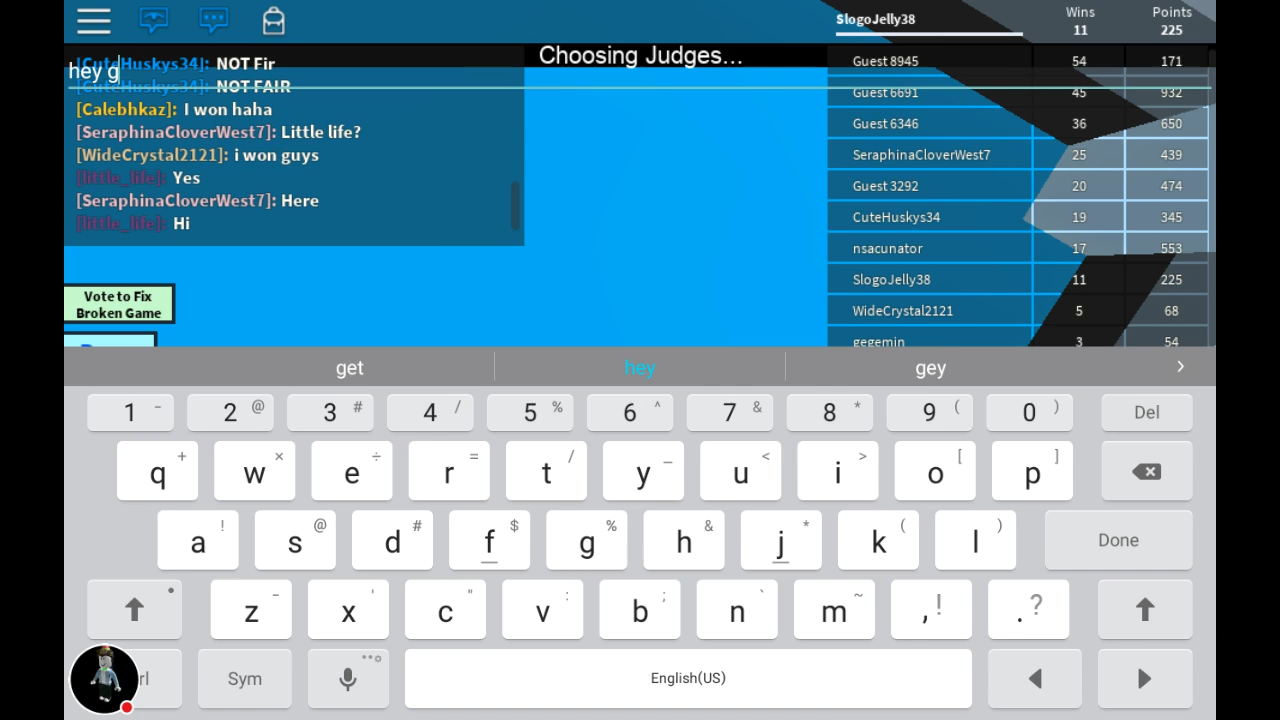 SlogoJelly38 Wins 11 Points 225
Choosing Judges...
[CuteHuskys34]: NOT Fir
hey g
[CuteHuskys34]: NOT FAIR
[Calebhkaz]: I won haha
[SeraphinaCloverWest7]: Little life?
[WideCrystal2121]: i won guys
[little_life]: Yes
[SeraphinaCloverWest7]: Here
[little_life]: Hi
Vote to Fix
Broken Game
Guest 8945 54 171
Guest 6691 45 932
Guest 6346 36 650
SeraphinaCloverWest7 25 439
Guest 3292 20 474
CuteHuskys34 19 345
nsacunator 17 553
SlogoJelly38 11 225
WideCrystal2121 5 68
gegemin 3 54
get hey gey >
1 - 2 @ 3 # 4 / 5 % 6 ^ 7 & 8 * 9 ( 0 ) Del
q + w × e ÷ r = t / y _ u < i > o [ p ]
a ! s @ d # f $ g % h & j * k ( l ) Done
z - x ' c " v : b ; n ` m ~ , ! . ?
rl Sym English(US)